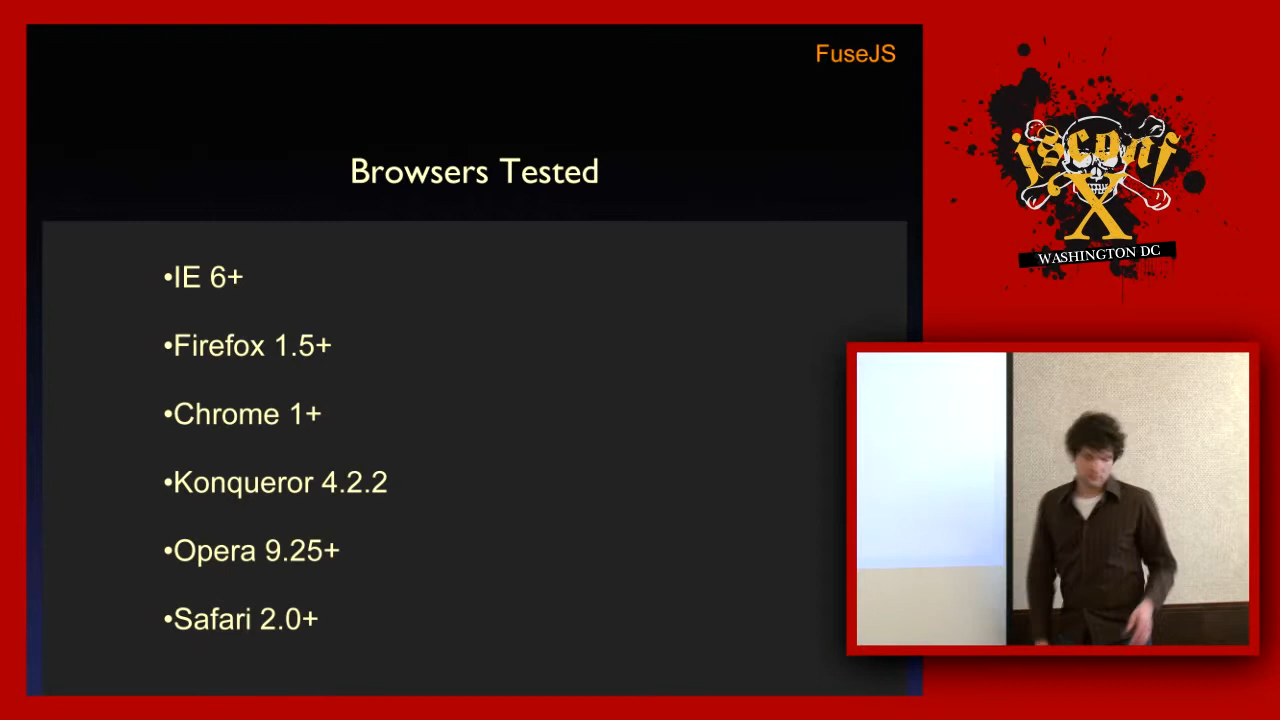 FuseJS
Browsers Tested
•IE 6+
•Firefox 1.5+
•Chrome 1+
•Konqueror 4.2.2
•Opera 9.25+
•Safari 2.0+
jsconf
X
WASHINGTON DC